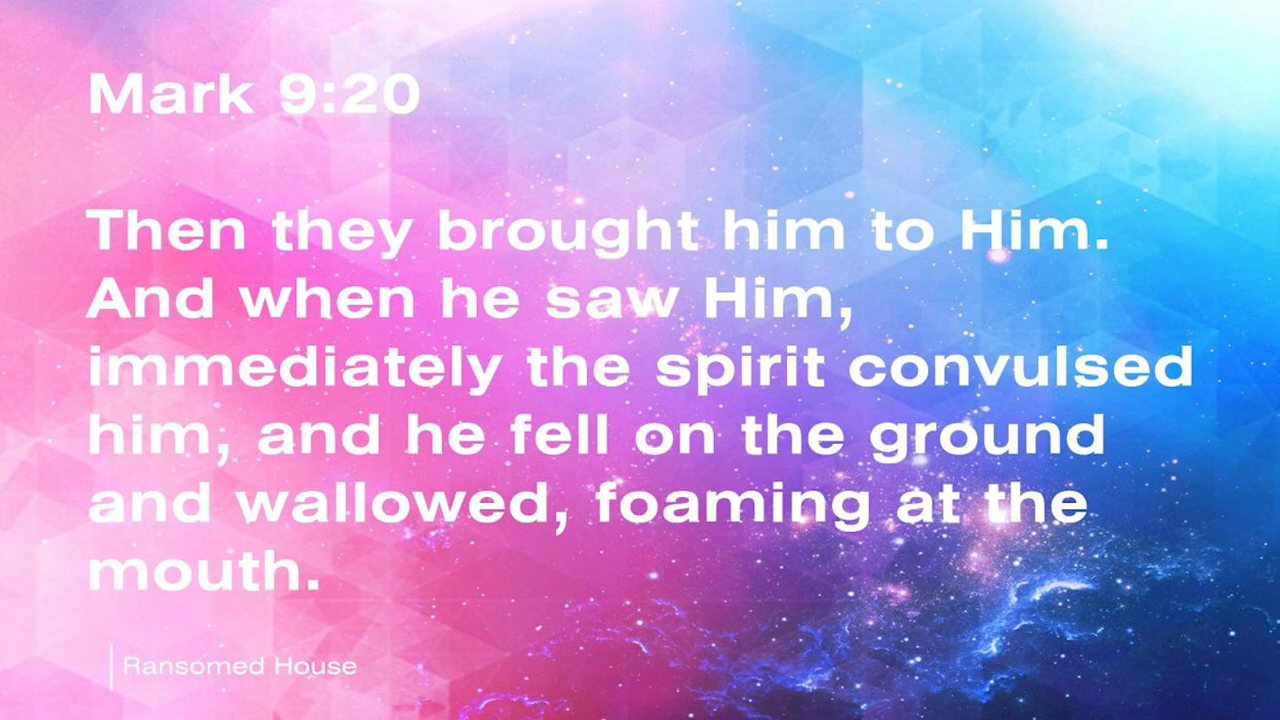 Mark 9:20
Then they brought him to Him.
And when he saw Him,
immediately the spirit convulsed
him, and he fell on the ground
and wallowed, foaming at the
mouth.
Ransomed House